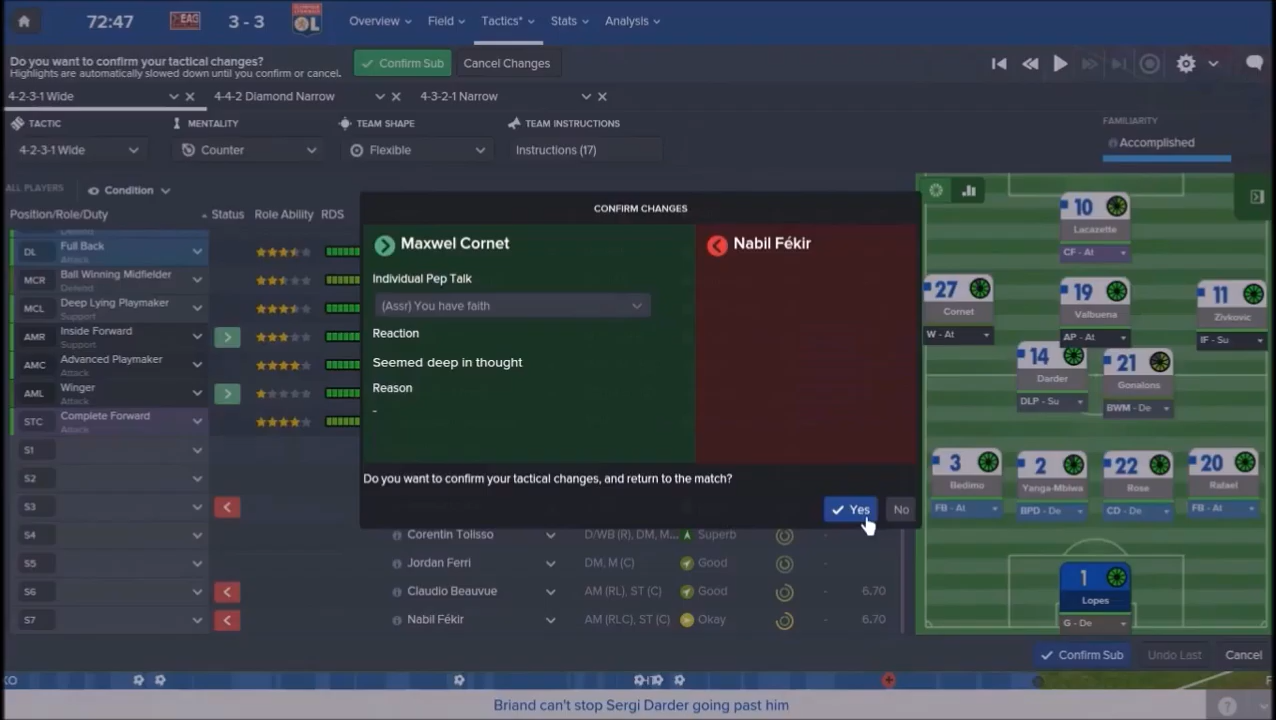 72:47 EAG 3 - 3 OL Overview Field Tactics* Stats Analysis
Do you want to confirm your tactical changes?
Highlights are automatically slowed down until you confirm or cancel.
Confirm Sub Cancel Changes
4-2-3-1 Wide 4-4-2 Diamond Narrow 4-3-2-1 Narrow
TACTIC MENTALITY TEAM SHAPE TEAM INSTRUCTIONS FAMILIARITY
4-2-3-1 Wide Counter Flexible Instructions (17) Accomplished
ALL PLAYERS Condition
Position/Role/Duty Status Role Ability RDS
DL Full Back
Attack
MCR Ball Winning Midfielder
Defend
MCL Deep Lying Playmaker
Support
AMR Inside Forward
Support
AMC Advanced Playmaker
Attack
AML Winger
Attack
STC Complete Forward
Attack
S1
S2
S3
S4 Corentin Tolisso D/WB (R), DM, M... Superb -
S5 Jordan Ferri DM, M (C) Good -
S6 Claudio Beauvue AM (RL), ST (C) Good - 6.70
S7 Nabil Fékir AM (RLC), ST (C) Okay - 6.70
CONFIRM CHANGES
Maxwel Cornet Nabil Fékir
Individual Pep Talk
(Assr) You have faith
Reaction
Seemed deep in thought
Reason
-
Do you want to confirm your tactical changes, and return to the match?
Yes No
10
Lacazette
CF - At
27 19 11
Cornet Valbuena Zivkovic
W - At AP - At IF - Su
14 21
Darder Gonalons
DLP - Su BWM - De
3 2 22 20
Bedimo Yanga-Mbiwa Rose Rafael
FB - At BPD - De CD - De FB - At
1
Lopes
G - De
Confirm Sub Undo Last Cancel
KO HT F
Briand can't stop Sergi Darder going past him